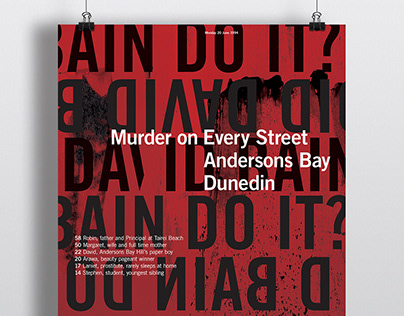 Monday 20 June 1994
BAIN DO IT?
DID DAVID B
Murder on Every Street
Andersons Bay
Dunedin
DAVID BAIN
BAIN DO IT?
58 Robin, father and Principal at Taieri Beach
50 Margaret, wife and full time mother
22 David, Andersons Bay Hill's paper boy
20 Arawa, beauty pageant winner
17 Laniet, prostitute, rarely sleeps at home
14 Stephen, student, youngest sibling
D BAIN DO